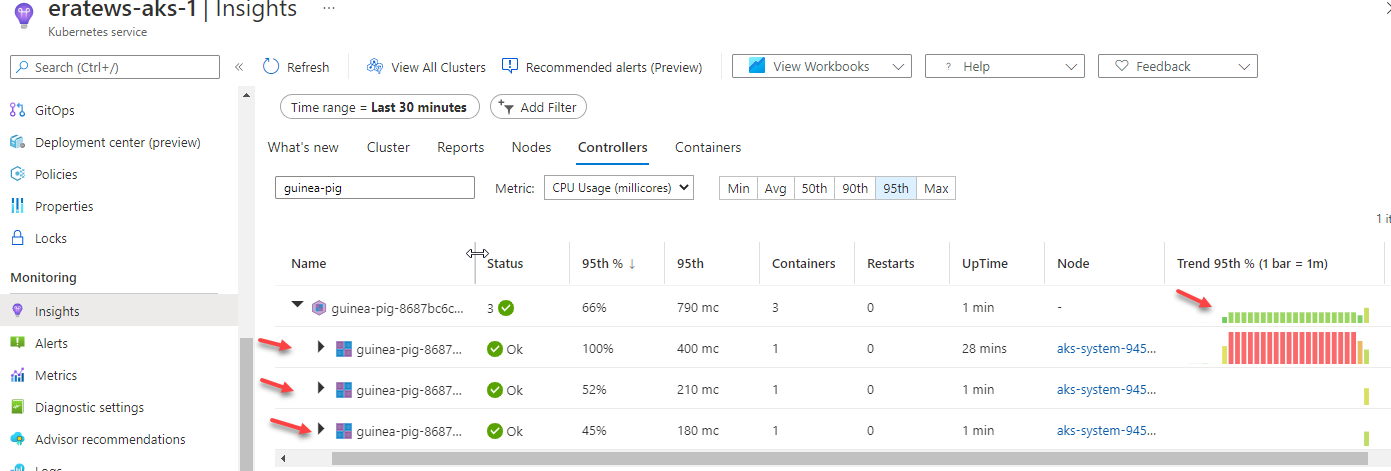 eratews-aks-1 | Insights ...
Kubernetes service
Search (Ctrl+/)
«
Refresh
View All Clusters
Recommended alerts (Preview)
View Workbooks
? Help
Feedback
GitOps
Deployment center (preview)
Policies
Properties
Locks
Monitoring
Insights
Alerts
Metrics
Diagnostic settings
Advisor recommendations
Logs
Time range = Last 30 minutes
Add Filter
What's new Cluster Reports Nodes Controllers Containers
guinea-pig
Metric: CPU Usage (millicores)
Min Avg 50th 90th 95th Max
1 it
Name Status 95th % ↓ 95th Containers Restarts UpTime Node Trend 95th % (1 bar = 1m)
guinea-pig-8687bc6c... 3 66% 790 mc 3 0 1 min -
guinea-pig-8687... Ok 100% 400 mc 1 0 28 mins aks-system-945...
guinea-pig-8687... Ok 52% 210 mc 1 0 1 min aks-system-945...
guinea-pig-8687... Ok 45% 180 mc 1 0 1 min aks-system-945...